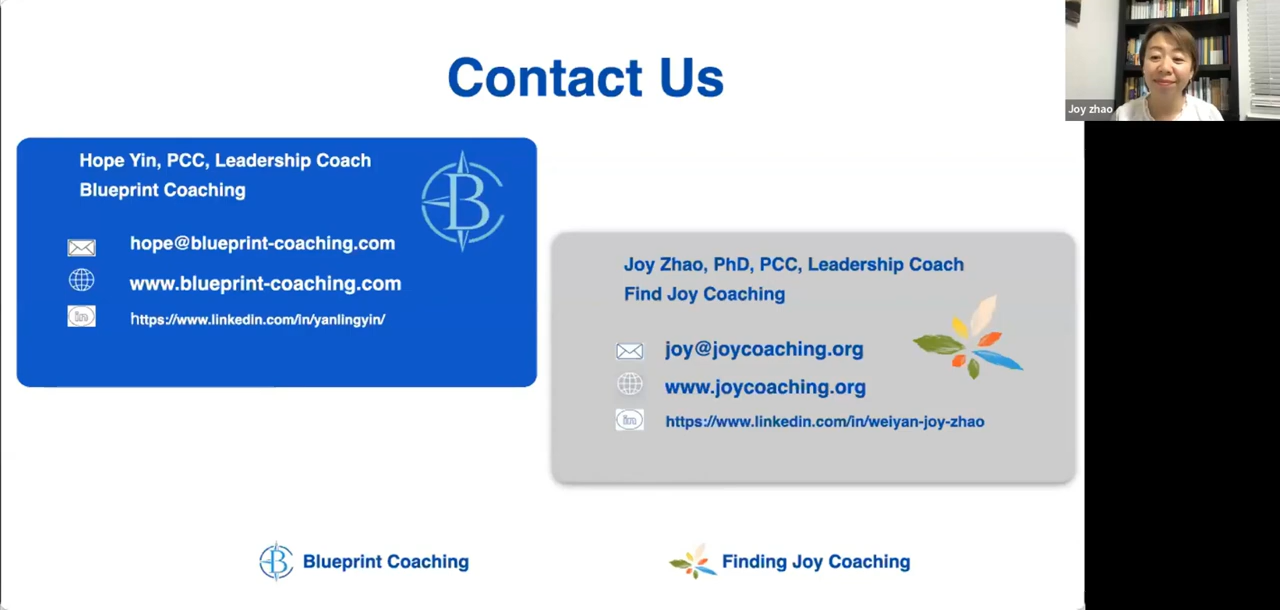 Contact Us
Joy zhao
Hope Yin, PCC, Leadership Coach
Blueprint Coaching
hope@blueprint-coaching.com
www.blueprint-coaching.com
in
https://www.linkedin.com/in/yanlingyin/
B
Joy Zhao, PhD, PCC, Leadership Coach
Find Joy Coaching
joy@joycoaching.org
www.joycoaching.org
in
https://www.linkedin.com/in/weiyan-joy-zhao
B
Blueprint Coaching
Finding Joy Coaching